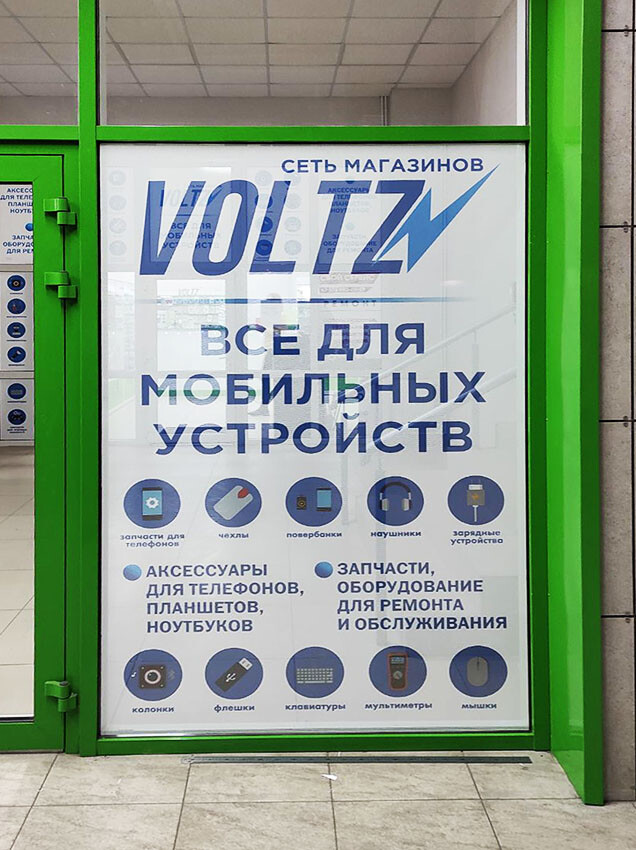 СЕТЬ МАГАЗИНОВ
VOLTZ
ВСЕ ДЛЯ
МОБИЛЬНЫХ
УСТРОЙСТВ
запчасти для
телефонов
чехлы
повербанки
наушники
зарядные
устройства
АКСЕССУАРЫ
ДЛЯ ТЕЛЕФОНОВ,
ПЛАНШЕТОВ,
НОУТБУКОВ
ЗАПЧАСТИ,
ОБОРУДОВАНИЕ
ДЛЯ РЕМОНТА
И ОБСЛУЖИВАНИЯ
колонки
флешки
клавиатуры
мультиметры
мышки